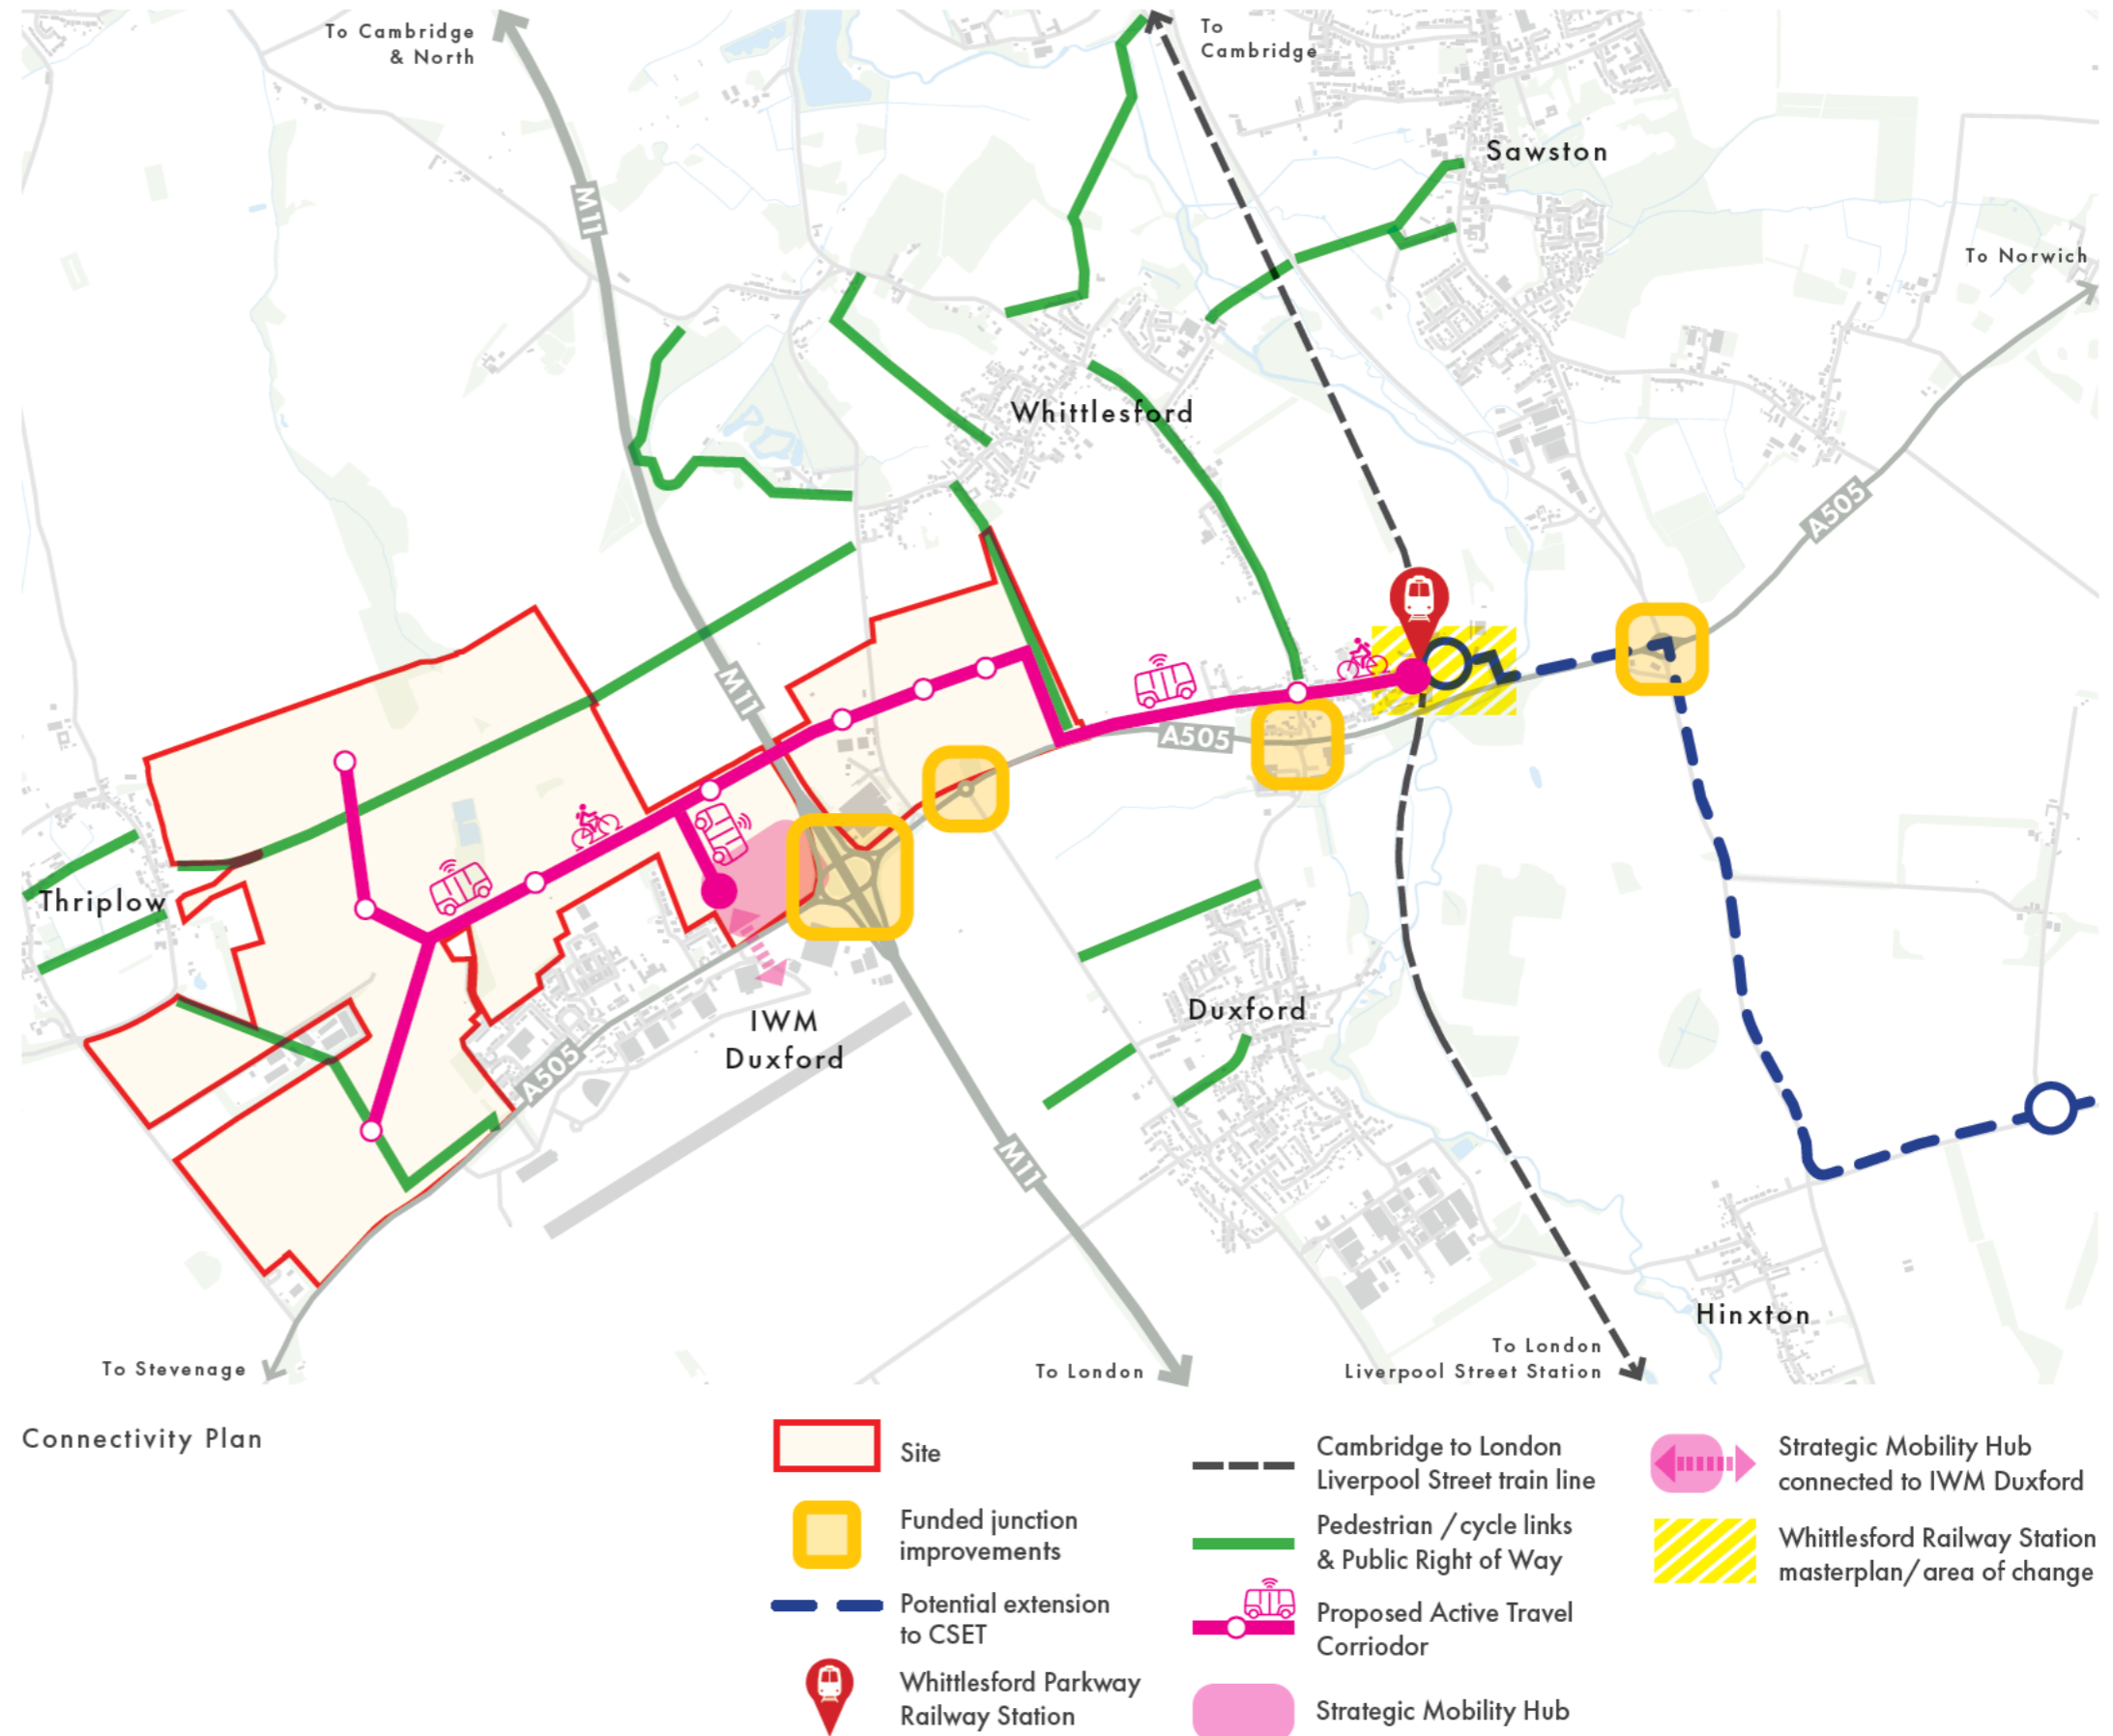 To Cambridge
& North
To
Cambridge
M11
Sawston
To Norwich
Whittlesford
A505
M11
A505
Thriplow
IWM
Duxford
Duxford
A505
M11
Hinxton
To Stevenage
To London
To London
Liverpool Street Station
Connectivity Plan
Site
Funded junction
improvements
Potential extension
to CSET
Whittlesford Parkway
Railway Station
Cambridge to London
Liverpool Street train line
Pedestrian / cycle links
& Public Right of Way
Proposed Active Travel
Corriodor
Strategic Mobility Hub
Strategic Mobility Hub
connected to IWM Duxford
Whittlesford Railway Station
masterplan/area of change